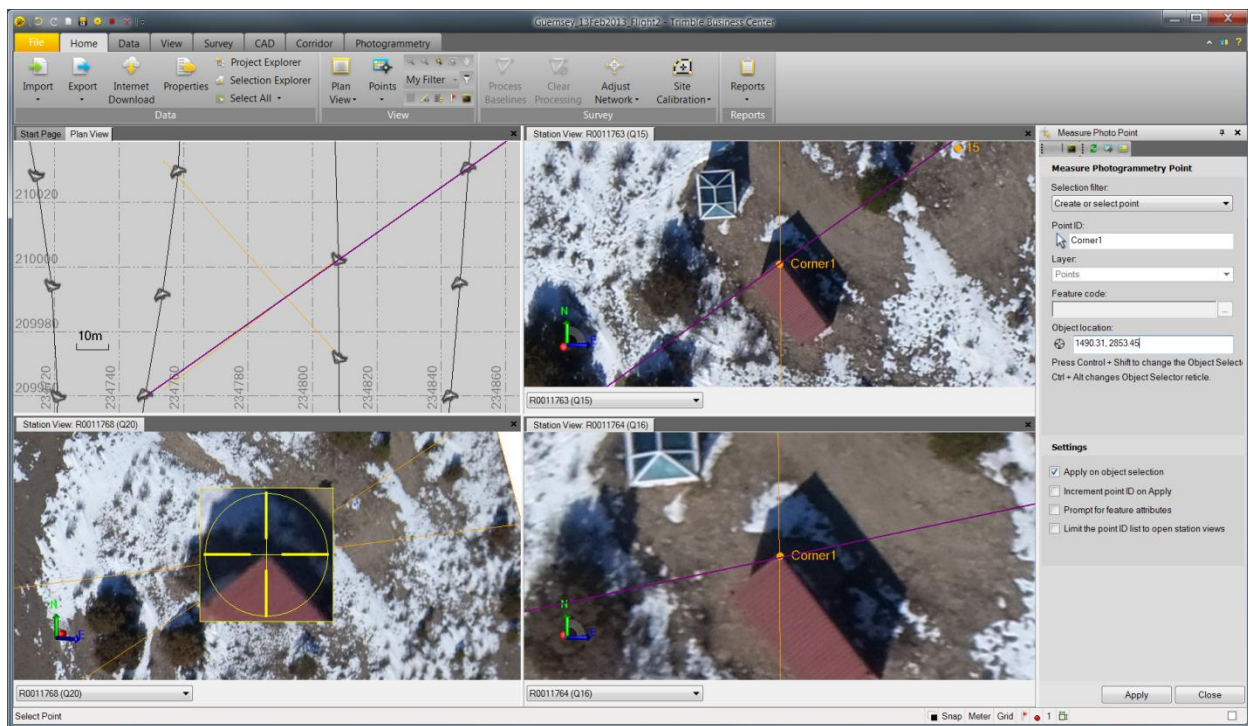 Guernsey_13Feb2013_Flight2 - Trimble Business Center
File Home Data View Survey CAD Corridor Photogrammetry
Import Export Internet Download Properties
Project Explorer
Selection Explorer
Select All
Data
Plan View Points
My Filter
View
Process Baselines Clear Processing Adjust Network Site Calibration
Survey
Reports
Reports
Start Page Plan View
210020
210000
209980
209960
10m
234740
234760
234780
234800
234820
234840
234860
Station View: R0011763 (Q15)
15
Corner1
N
R0011763 (Q15)
Station View: R0011768 (Q20)
N
E
R0011768 (Q20)
Station View: R0011764 (Q16)
Corner1
N
E
R0011764 (Q16)
Measure Photo Point
Measure Photogrammetry Point
Selection filter:
Create or select point
Point ID:
Corner1
Layer:
Points
Feature code:
...
Object location:
1490.31, 2853.45
Press Control + Shift to change the Object Select
Ctrl + Alt changes Object Selector reticle.
Settings
Apply on object selection
Increment point ID on Apply
Prompt for feature attributes
Limit the point ID list to open station views
Apply Close
Select Point
Snap Meter Grid 1